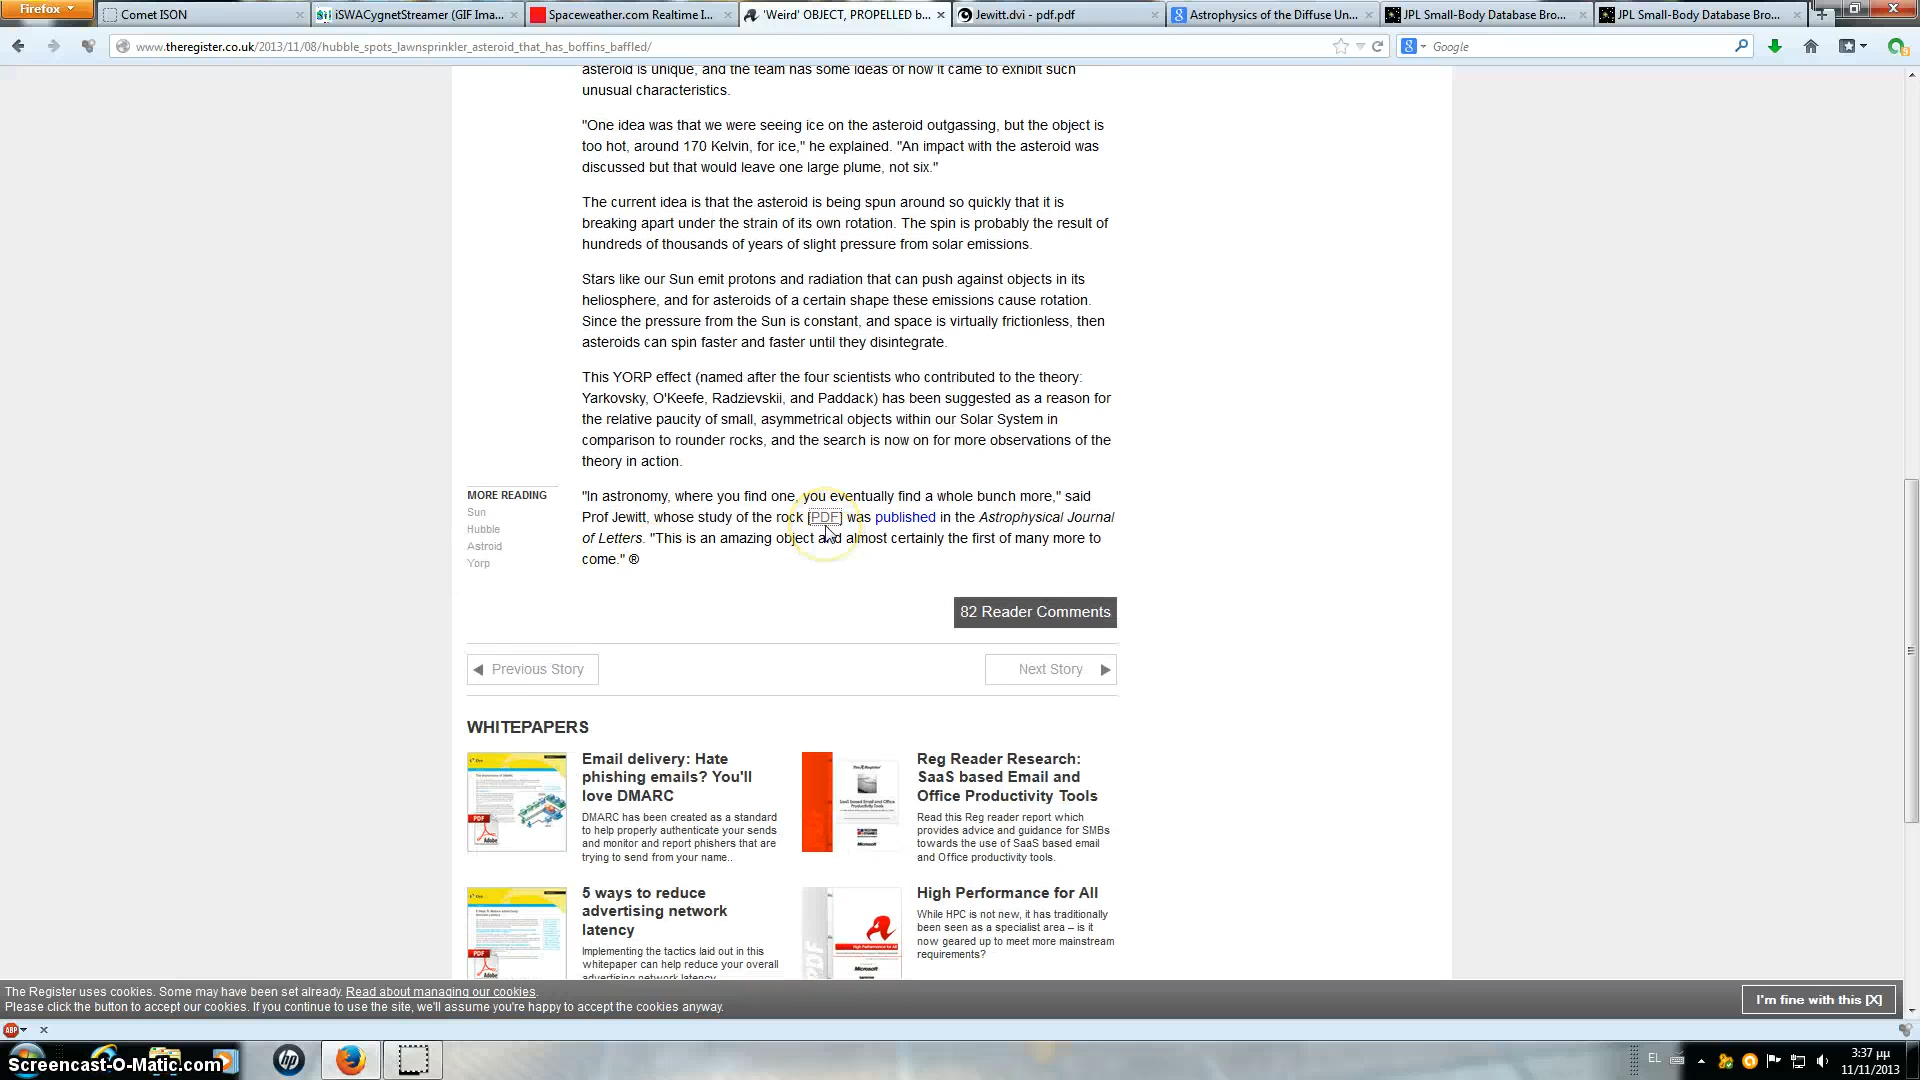 Firefox
Comet ISON
iSWACygnetStreamer (GIF Ima...
Spaceweather.com Realtime I...
'Weird' OBJECT, PROPELLED b...
Jewitt.dvi - pdf.pdf
Astrophysics of the Diffuse Un...
JPL Small-Body Database Bro...
JPL Small-Body Database Bro...
www.theregister.co.uk/2013/11/08/hubble_spots_lawnsprinkler_asteroid_that_has_boffins_baffled/
Google
asteroid is unique, and the team has some ideas of how it came to exhibit such
unusual characteristics.
"One idea was that we were seeing ice on the asteroid outgassing, but the object is
too hot, around 170 Kelvin, for ice," he explained. "An impact with the asteroid was
discussed but that would leave one large plume, not six."
The current idea is that the asteroid is being spun around so quickly that it is
breaking apart under the strain of its own rotation. The spin is probably the result of
hundreds of thousands of years of slight pressure from solar emissions.
Stars like our Sun emit protons and radiation that can push against objects in its
heliosphere, and for asteroids of a certain shape these emissions cause rotation.
Since the pressure from the Sun is constant, and space is virtually frictionless, then
asteroids can spin faster and faster until they disintegrate.
This YORP effect (named after the four scientists who contributed to the theory:
Yarkovsky, O'Keefe, Radzievskii, and Paddack) has been suggested as a reason for
the relative paucity of small, asymmetrical objects within our Solar System in
comparison to rounder rocks, and the search is now on for more observations of the
theory in action.
MORE READING
Sun
Hubble
Astroid
Yorp
"In astronomy, where you find one, you eventually find a whole bunch more," said
Prof Jewitt, whose study of the rock [PDF] was published in the Astrophysical Journal
of Letters. "This is an amazing object and almost certainly the first of many more to
come." ®
82 Reader Comments
Previous Story
Next Story
WHITEPAPERS
Email delivery: Hate
phishing emails? You'll
love DMARC
DMARC has been created as a standard
to help properly authenticate your sends
and monitor and report phishers that are
trying to send from your name..
Reg Reader Research:
SaaS based Email and
Office Productivity Tools
Read this Reg reader report which
provides advice and guidance for SMBs
towards the use of SaaS based email
and Office productivity tools.
5 ways to reduce
advertising network
latency
Implementing the tactics laid out in this
whitepaper can help reduce your overall
advertising network latency.
High Performance for All
While HPC is not new, it has traditionally
been seen as a specialist area – is it
now geared up to meet more mainstream
requirements?
The Register uses cookies. Some may have been set already. Read about managing our cookies.
Please click the button to accept our cookies. If you continue to use the site, we'll assume you're happy to accept the cookies anyway.
I'm fine with this [X]
ABP
Screencast-O-Matic.com
hp
EL
3:37 μμ
11/11/2013